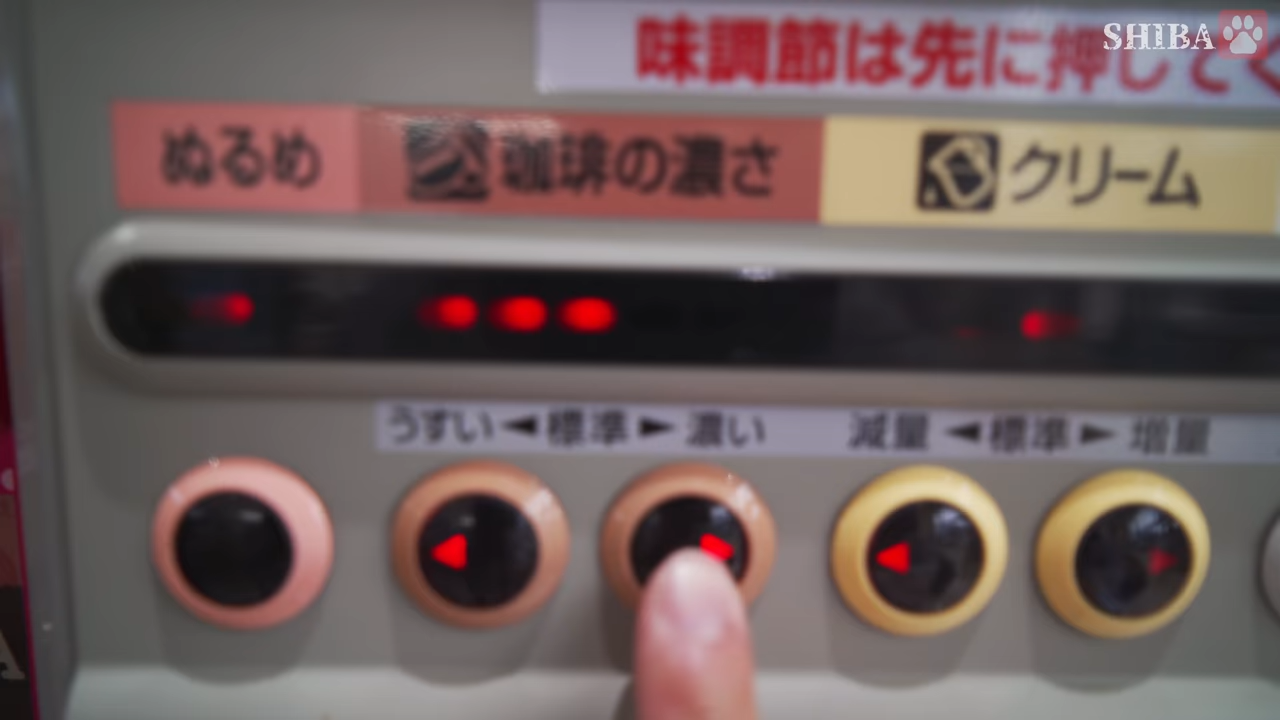 SHIBA
味調節は先に押してく
ぬるめ 珈琲の濃さ クリーム
うすい ◀ 標準 ▶ 濃い 減量 ◀ 標準 ▶ 増量